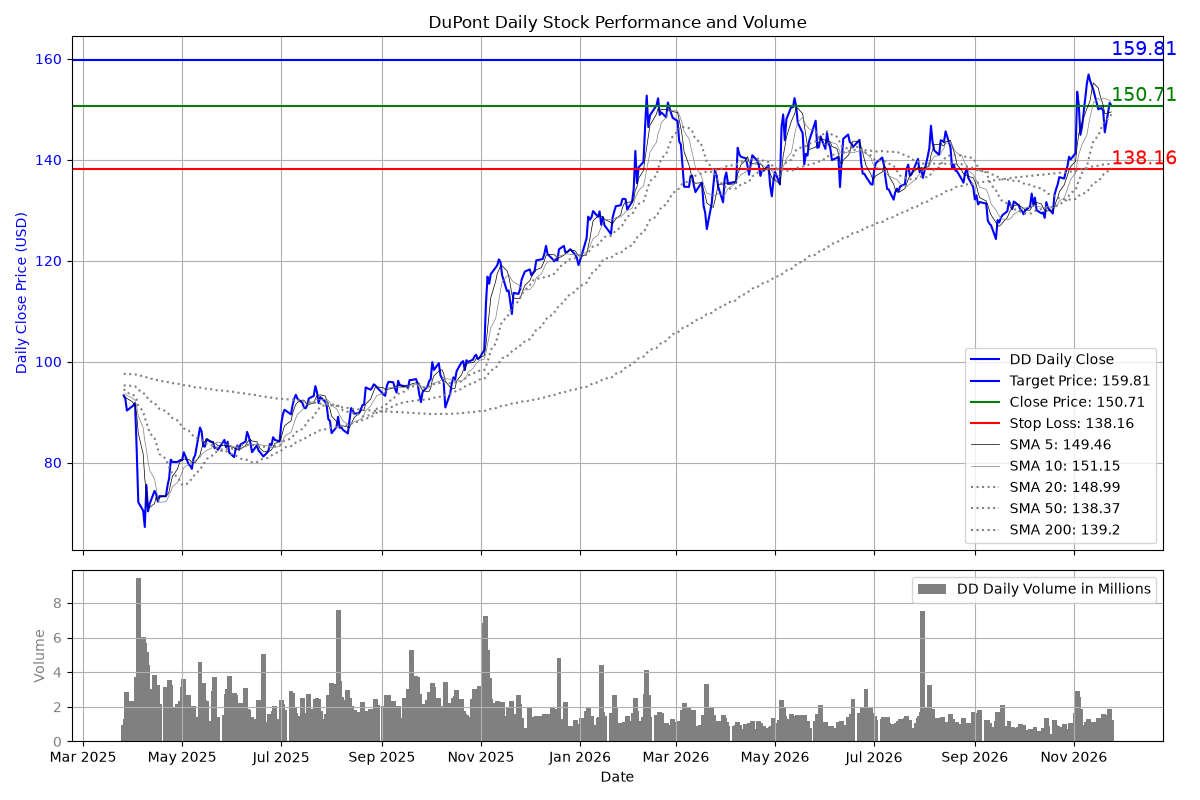 DuPont Daily Stock Performance and Volume
159.81
150.71
138.16
160
140
120
100
80
Daily Close Price (USD)
DD Daily Close
Target Price: 159.81
Close Price: 150.71
Stop Loss: 138.16
SMA 5: 149.46
SMA 10: 151.15
SMA 20: 148.99
SMA 50: 138.37
SMA 200: 139.2
DD Daily Volume in Millions
8
6
4
2
0
Volume
Mar 2025 May 2025 Jul 2025 Sep 2025 Nov 2025 Jan 2026 Mar 2026 May 2026 Jul 2026 Sep 2026 Nov 2026
Date